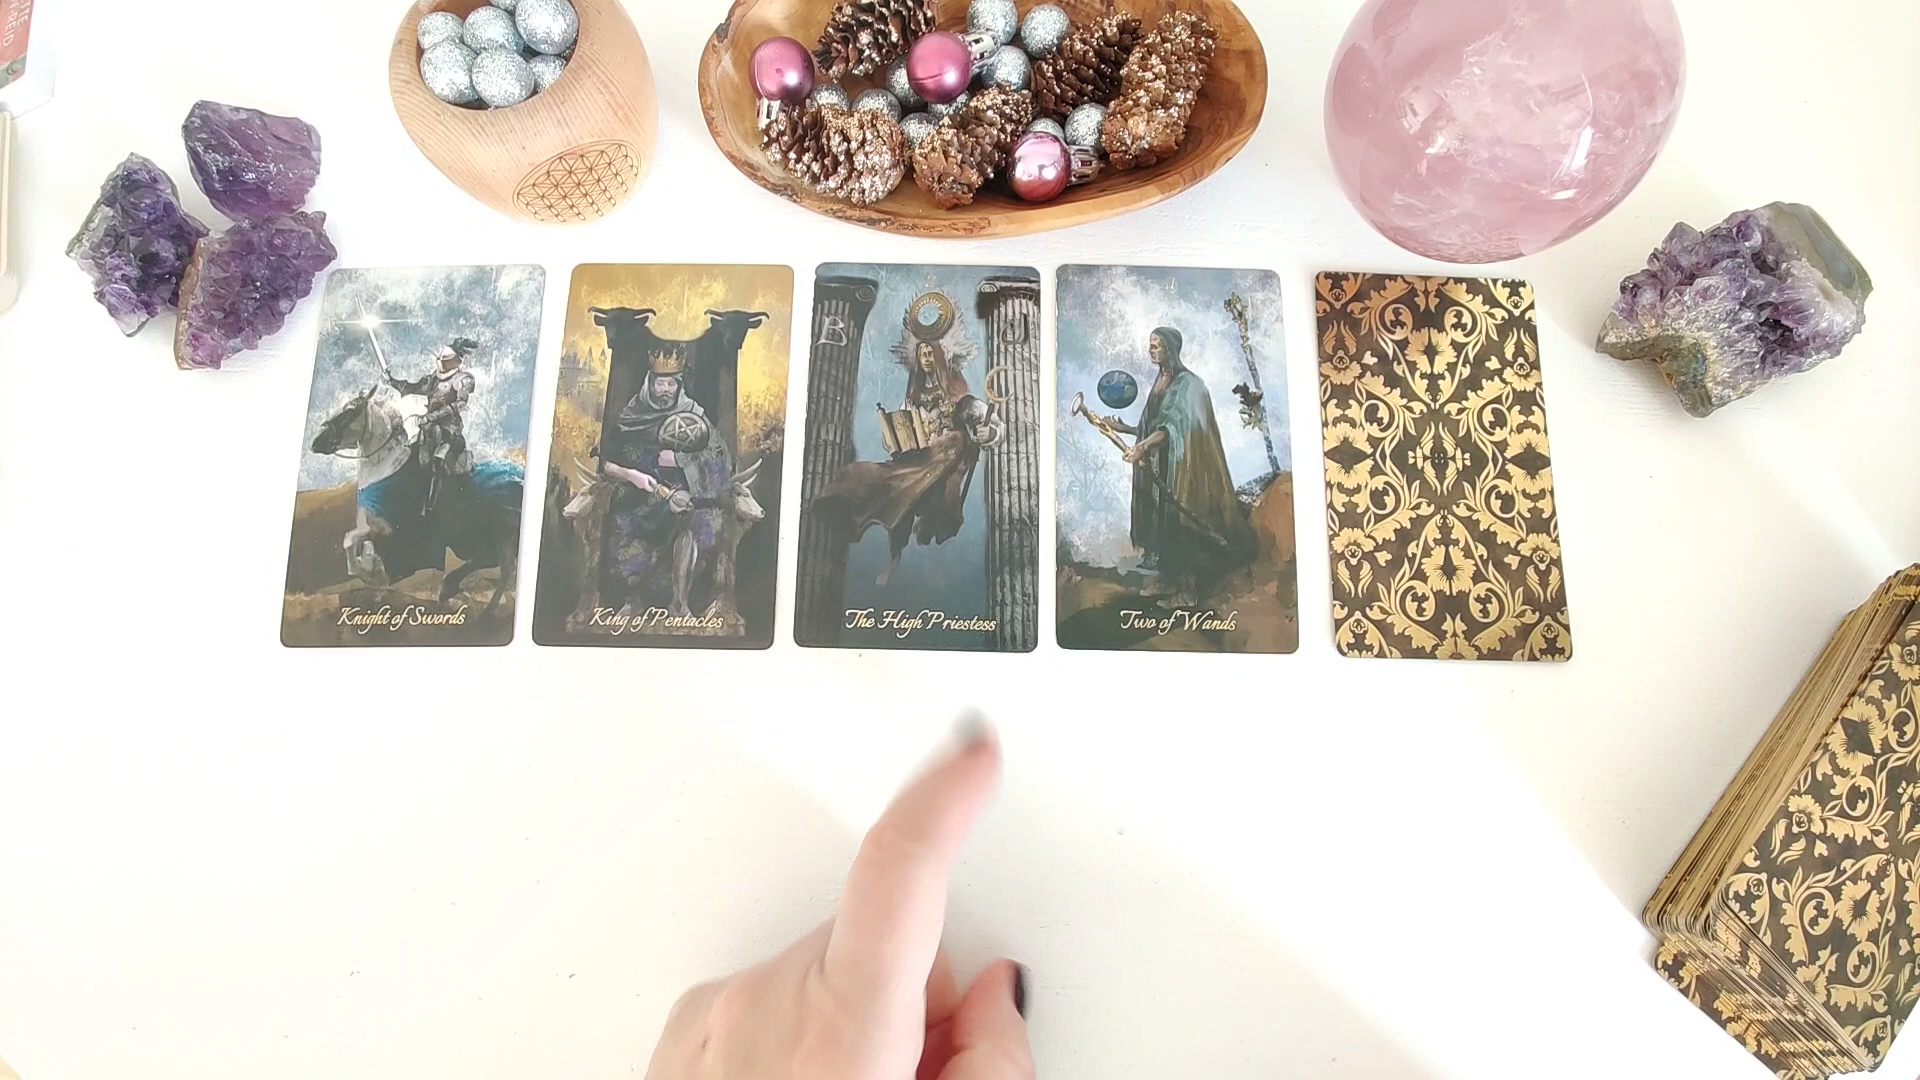 Knight of Swords
King of Pentacles
B
The High Priestess
Two of Wands